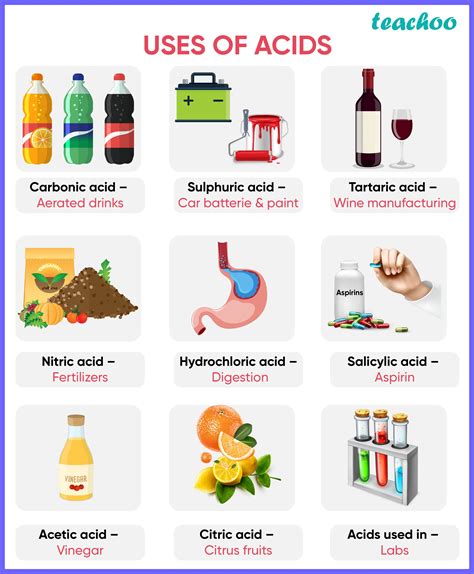 teachoo
USES OF ACIDS
Carbonic acid –
Aerated drinks
Sulphuric acid –
Car batterie & paint
Tartaric acid –
Wine manufacturing
Aspirins
Nitric acid –
Fertilizers
Hydrochloric acid –
Digestion
Salicylic acid –
Aspirin
VINEGAR
Acetic acid –
Vinegar
Citric acid –
Citrus fruits
Acids used in –
Labs